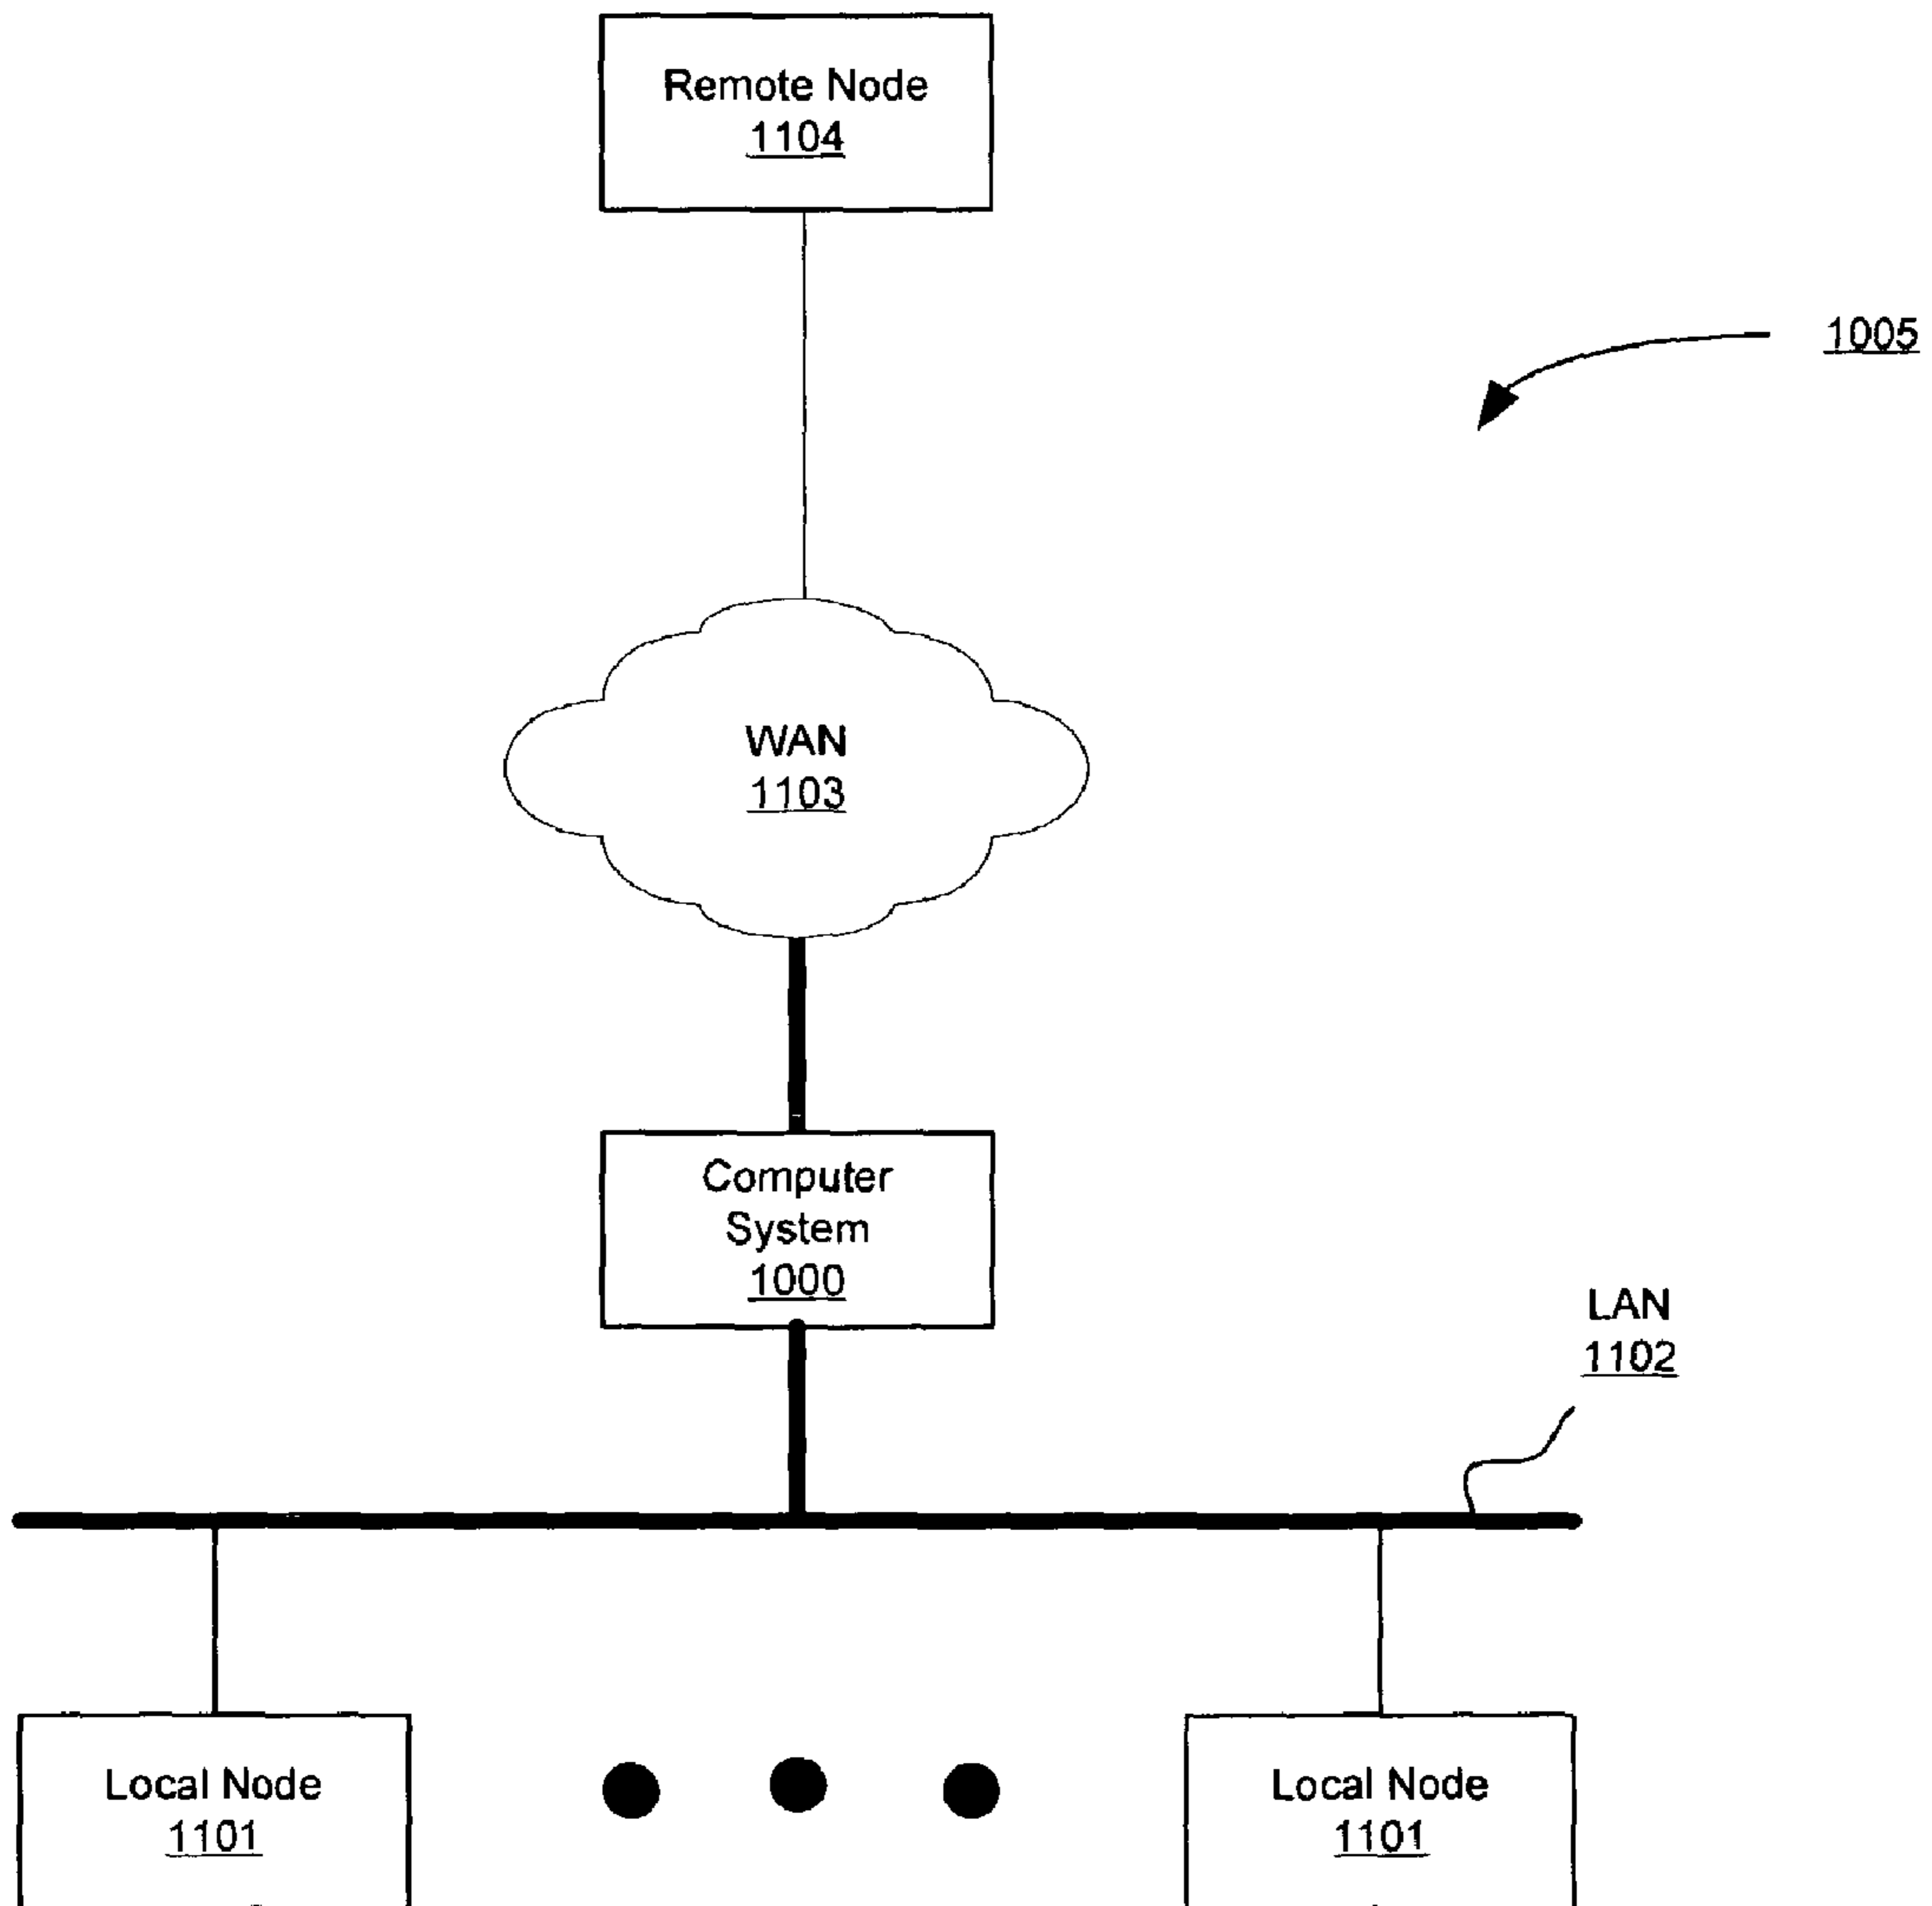 Remote Node
1104
1005
WAN
1103
Computer
System
1000
LAN
1102
Local Node
1101
Local Node
1101